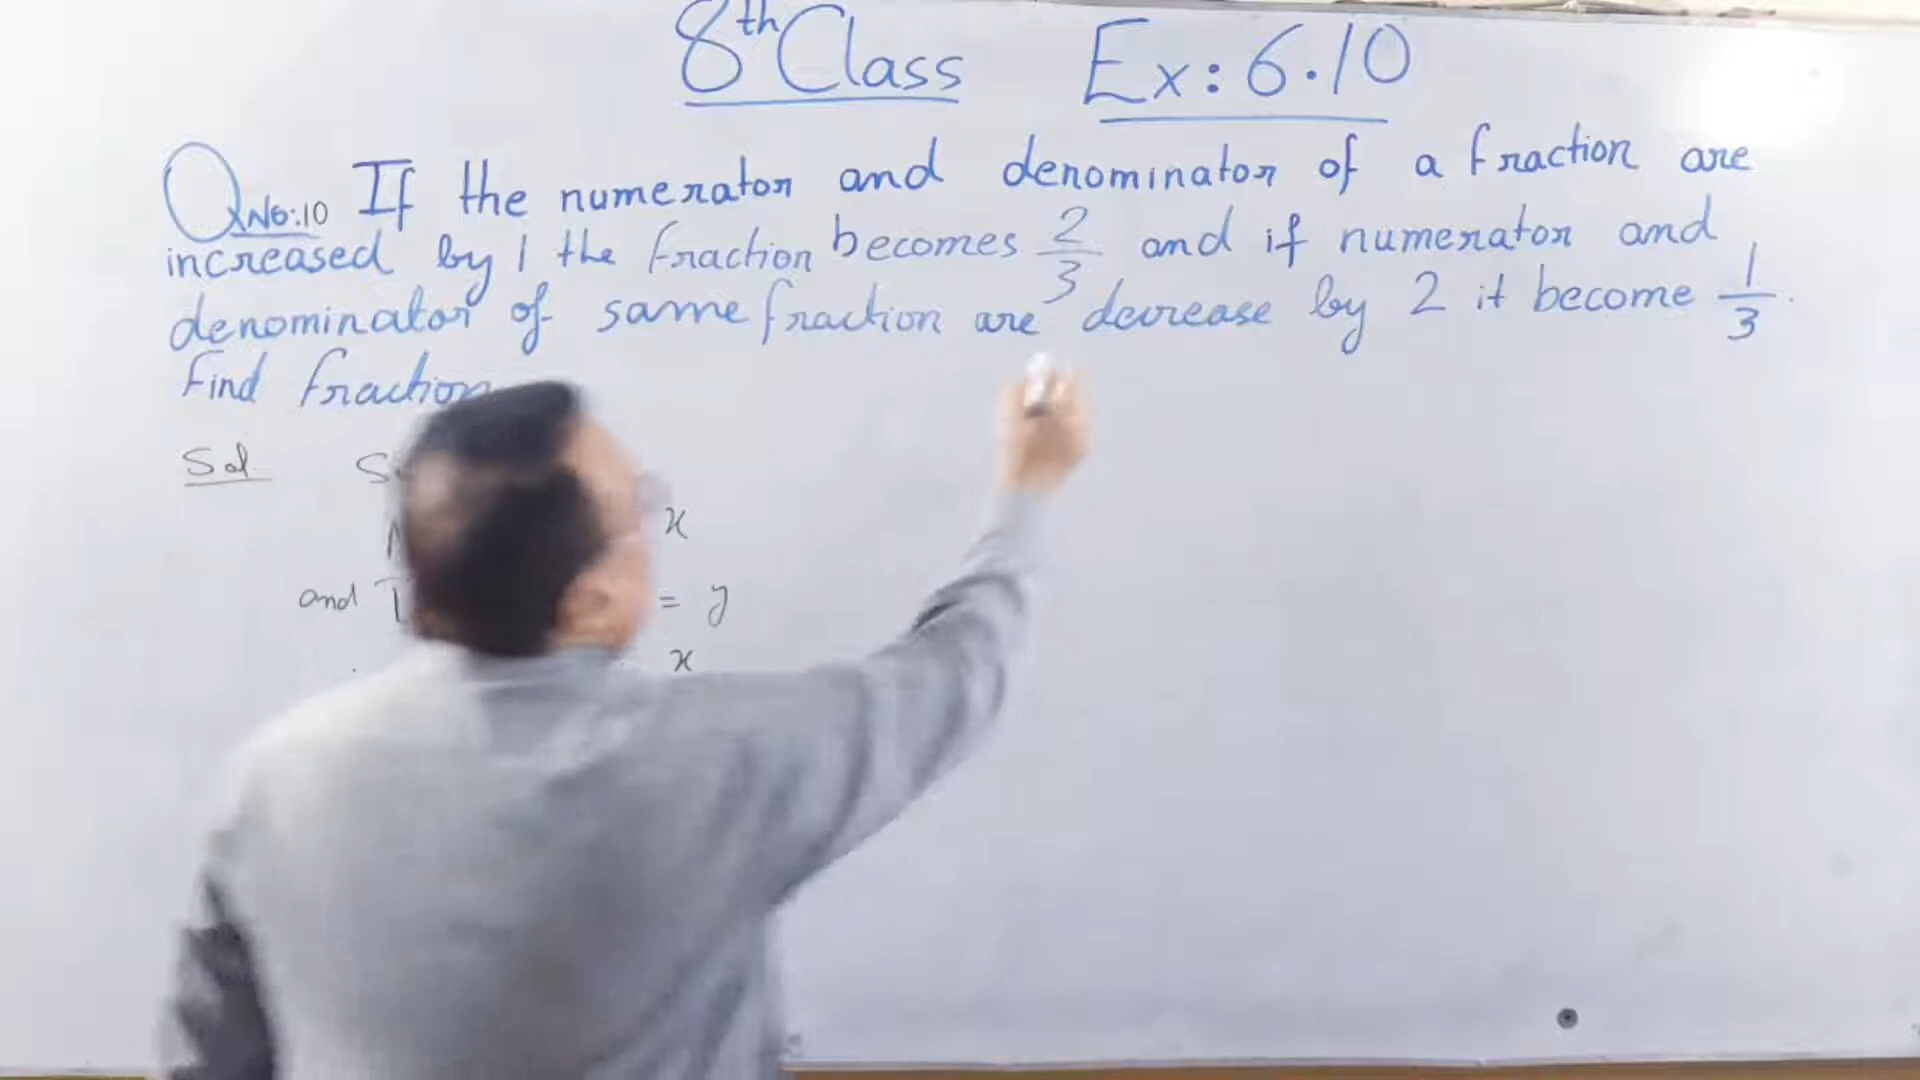 8th Class Ex: 6.10
Q No:10 If the numerator and denominator of a fraction are
increased by 1 the fraction becomes 2/3 and if numerator and
denominator of same fraction are decrease by 2 it become 1/3.
Find fraction
Sol
x
and = y
x